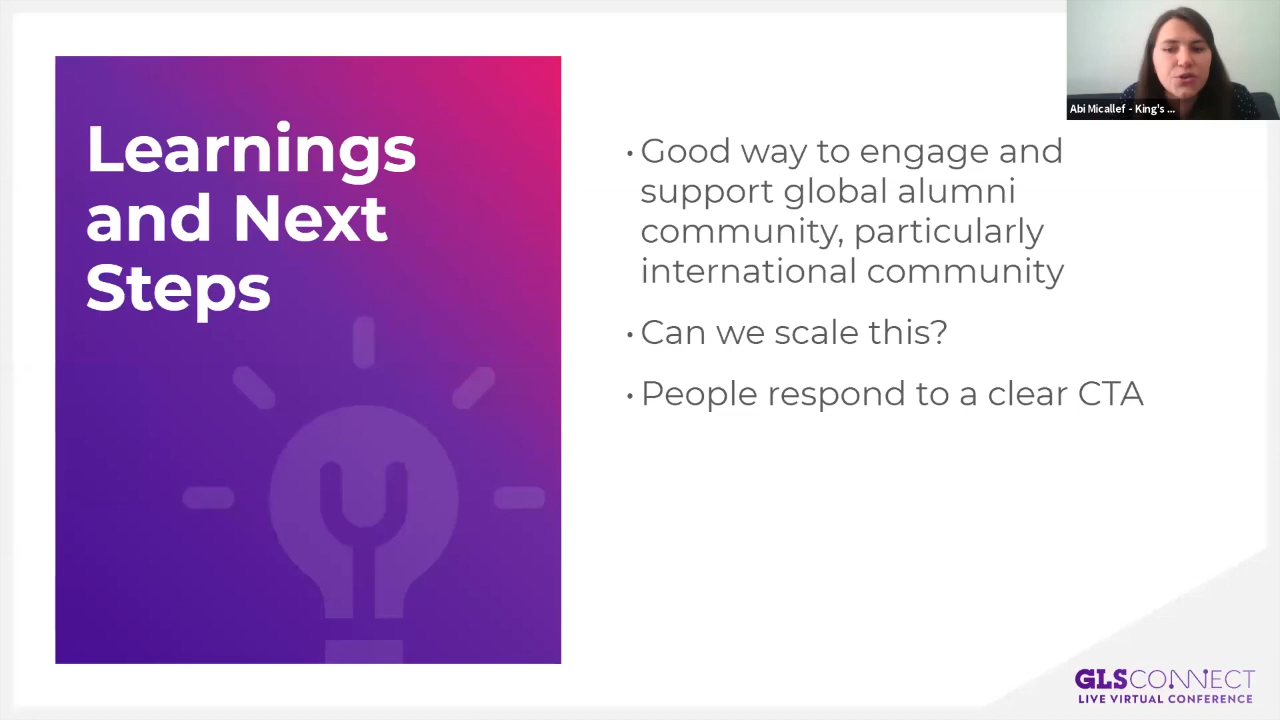 Learnings
and Next
Steps
• Good way to engage and
support global alumni
community, particularly
international community
• Can we scale this?
• People respond to a clear CTA
Abi Micallef - King's ...
GLSCONNECT
LIVE VIRTUAL CONFERENCE